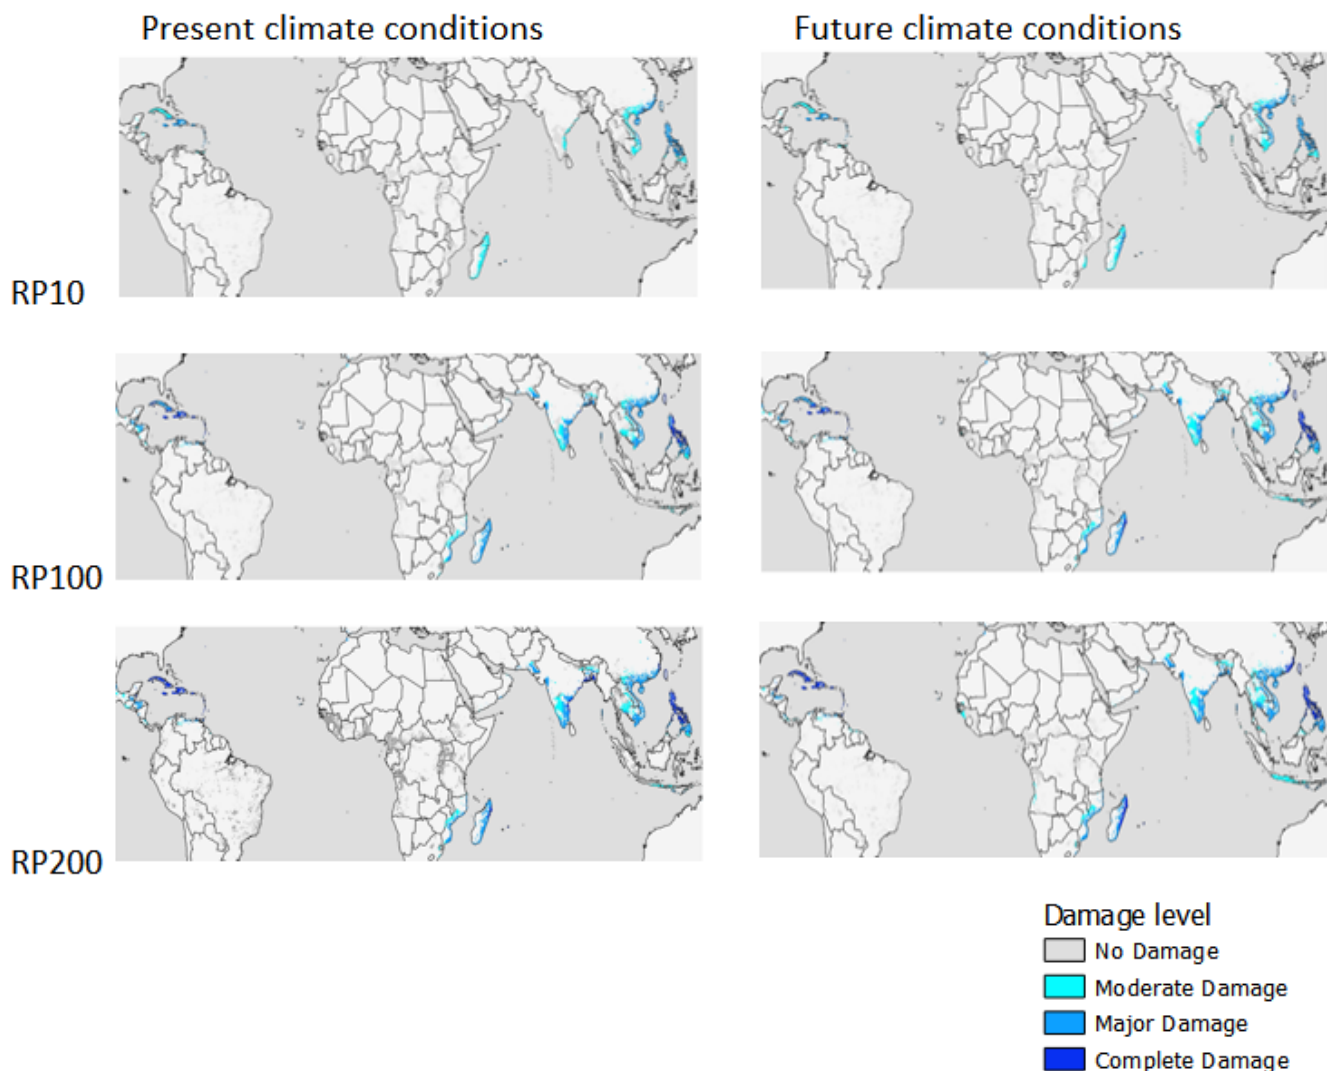 Present climate conditions
Future climate conditions
RP10
RP100
RP200
Damage level
No Damage
Moderate Damage
Major Damage
Complete Damage